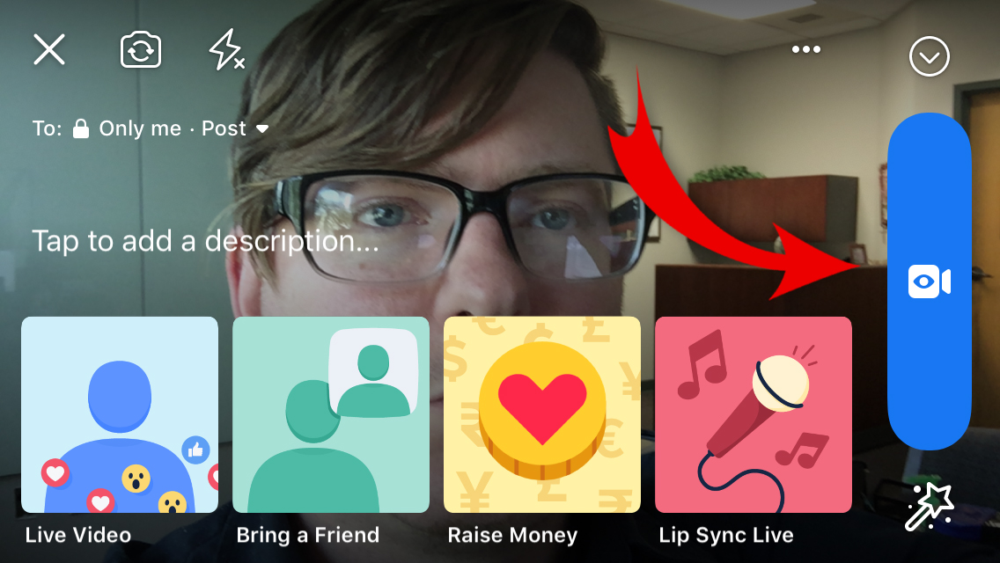 To: Only me · Post
Tap to add a description...
Live Video
Bring a Friend
Raise Money
Lip Sync Live